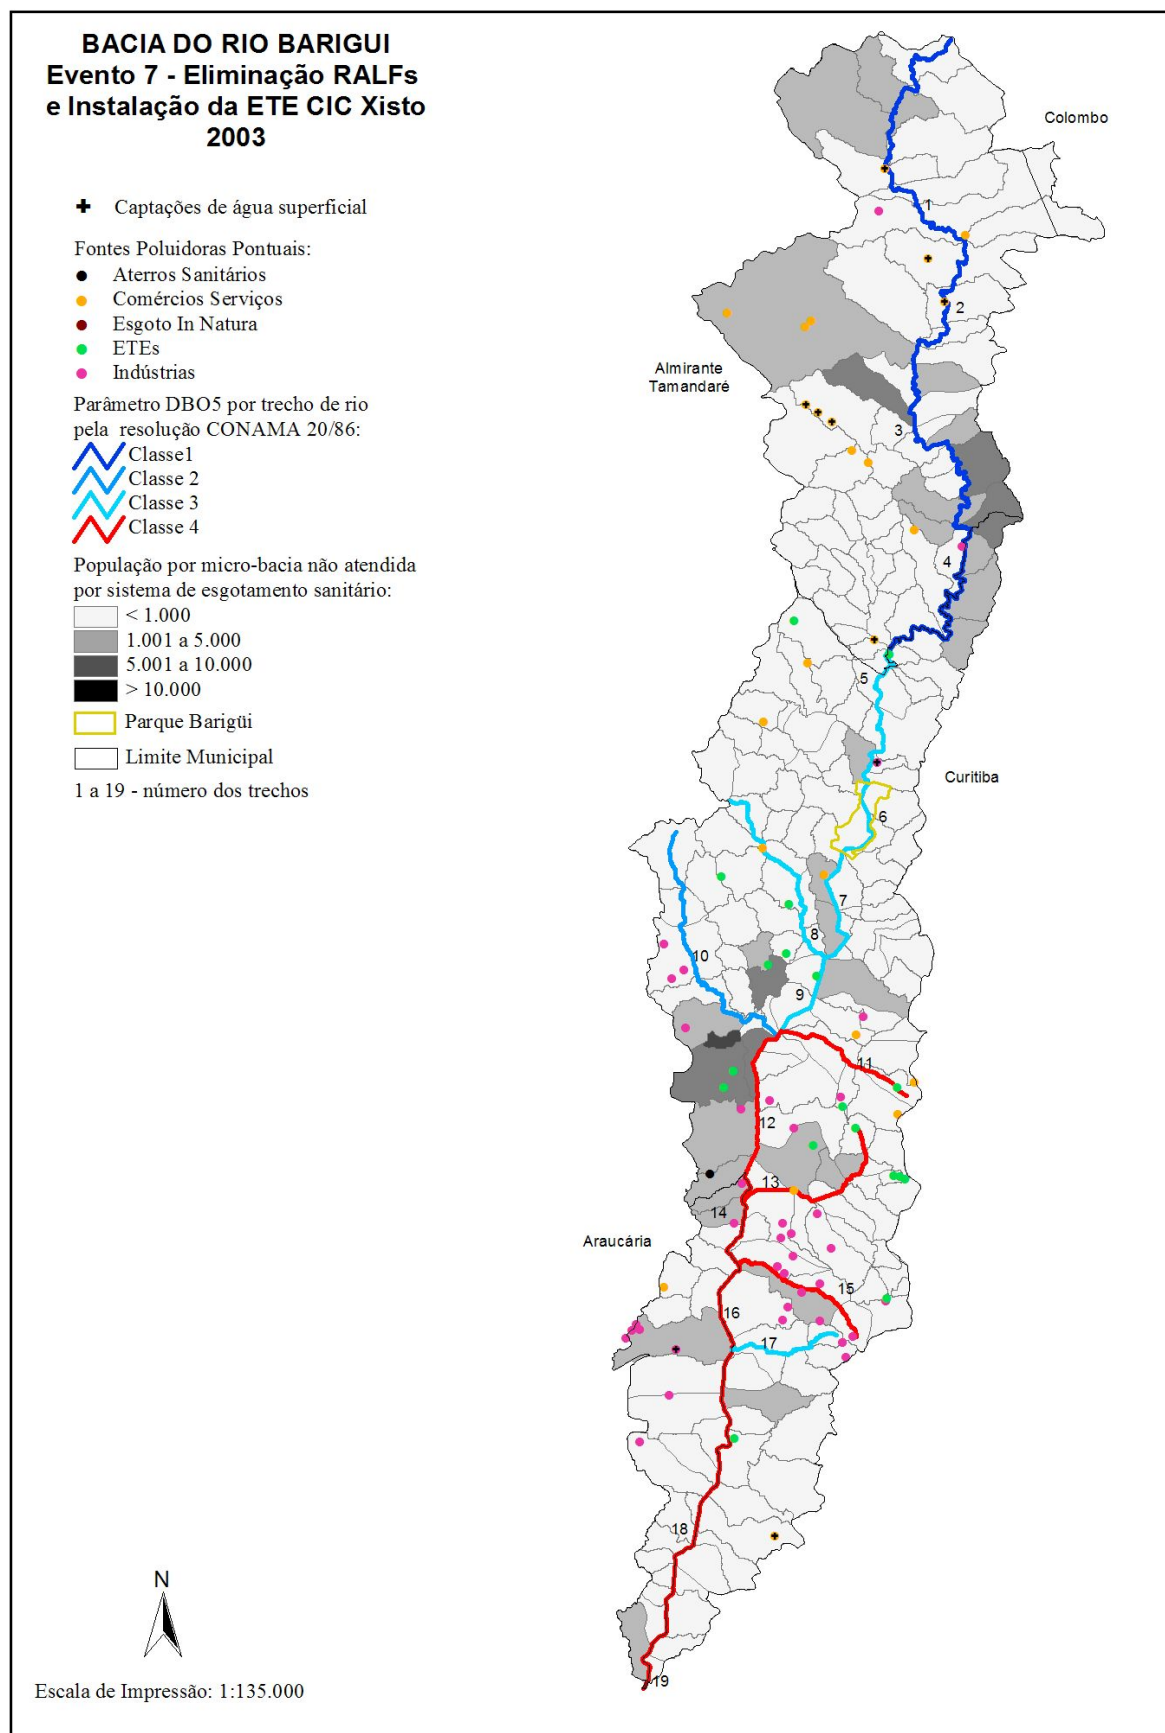 BACIA DO RIO BARIGUI
Evento 7 - Eliminação RALFs
e Instalação da ETE CIC Xisto
2003
Captações de água superficial
Fontes Poluidoras Pontuais:
Aterros Sanitários
Comércios Serviços
Esgoto In Natura
ETEs
Indústrias
Parâmetro DBO5 por trecho de rio
pela resolução CONAMA 20/86:
Classe1
Classe 2
Classe 3
Classe 4
População por micro-bacia não atendida
por sistema de esgotamento sanitário:
< 1.000
1.001 a 5.000
5.001 a 10.000
> 10.000
Parque Barigüi
Limite Municipal
1 a 19 - número dos trechos
Colombo
1
2
Almirante
Tamandaré
3
4
5
Curitiba
6
7
8
10
9
11
12
13
14
Araucária
15
16
17
18
19
N
Escala de Impressão: 1:135.000